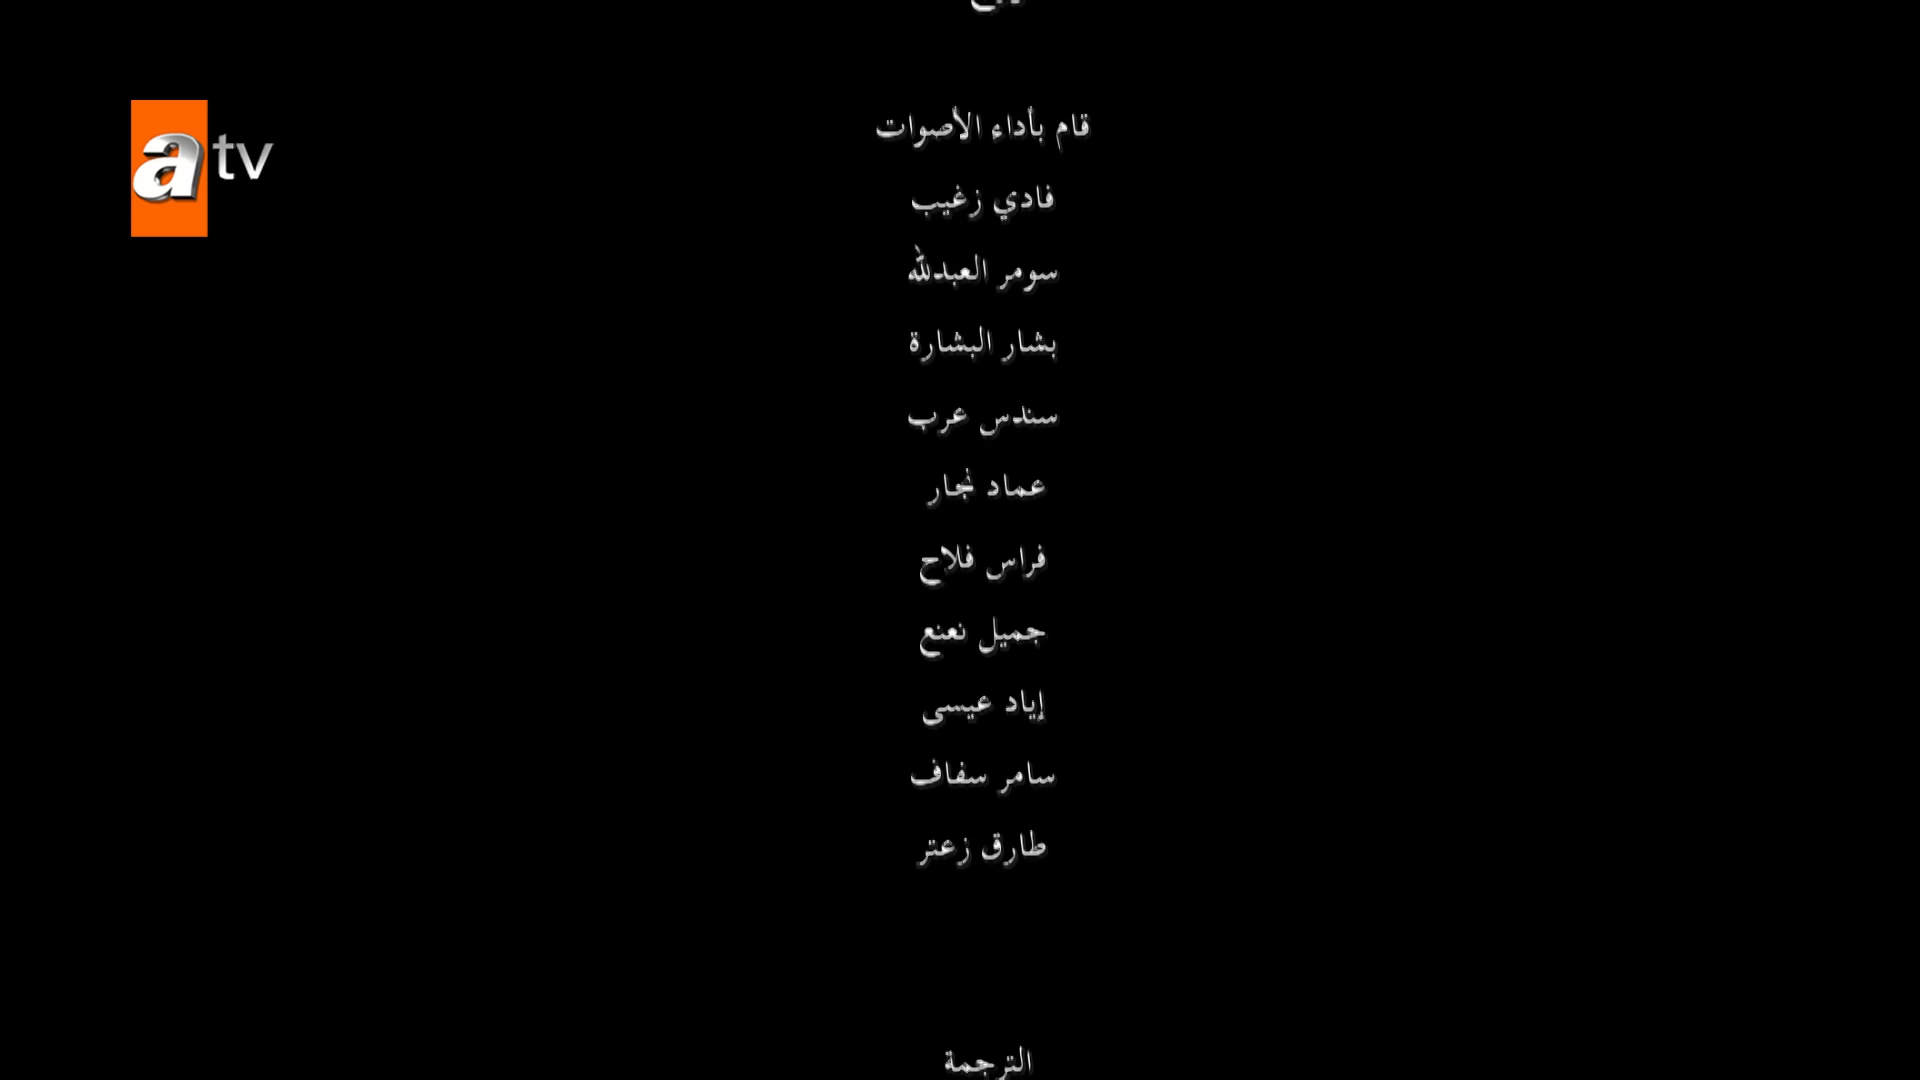 atv
قام بأداء الأصوات
فادي زغيب
سومر العبدلله
بشار البشارة
سندس عرب
عماد نجار
فراس فلاح
جميل نعنع
إياد عيسى
سامر سفاف
طارق زعتر
الترجمة